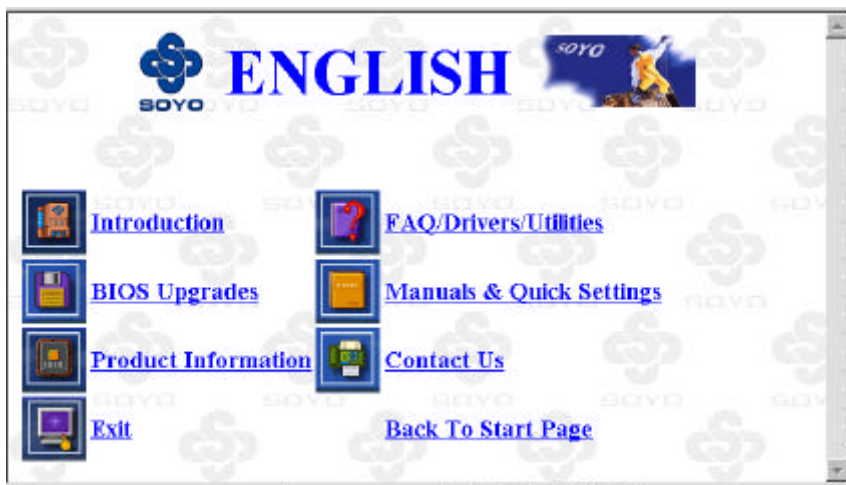 SOYO ENGLISH SOYO
Introduction
FAQ/Drivers/Utilities
BIOS Upgrades
Manuals & Quick Settings
Product Information
Contact Us
Exit
Back To Start Page